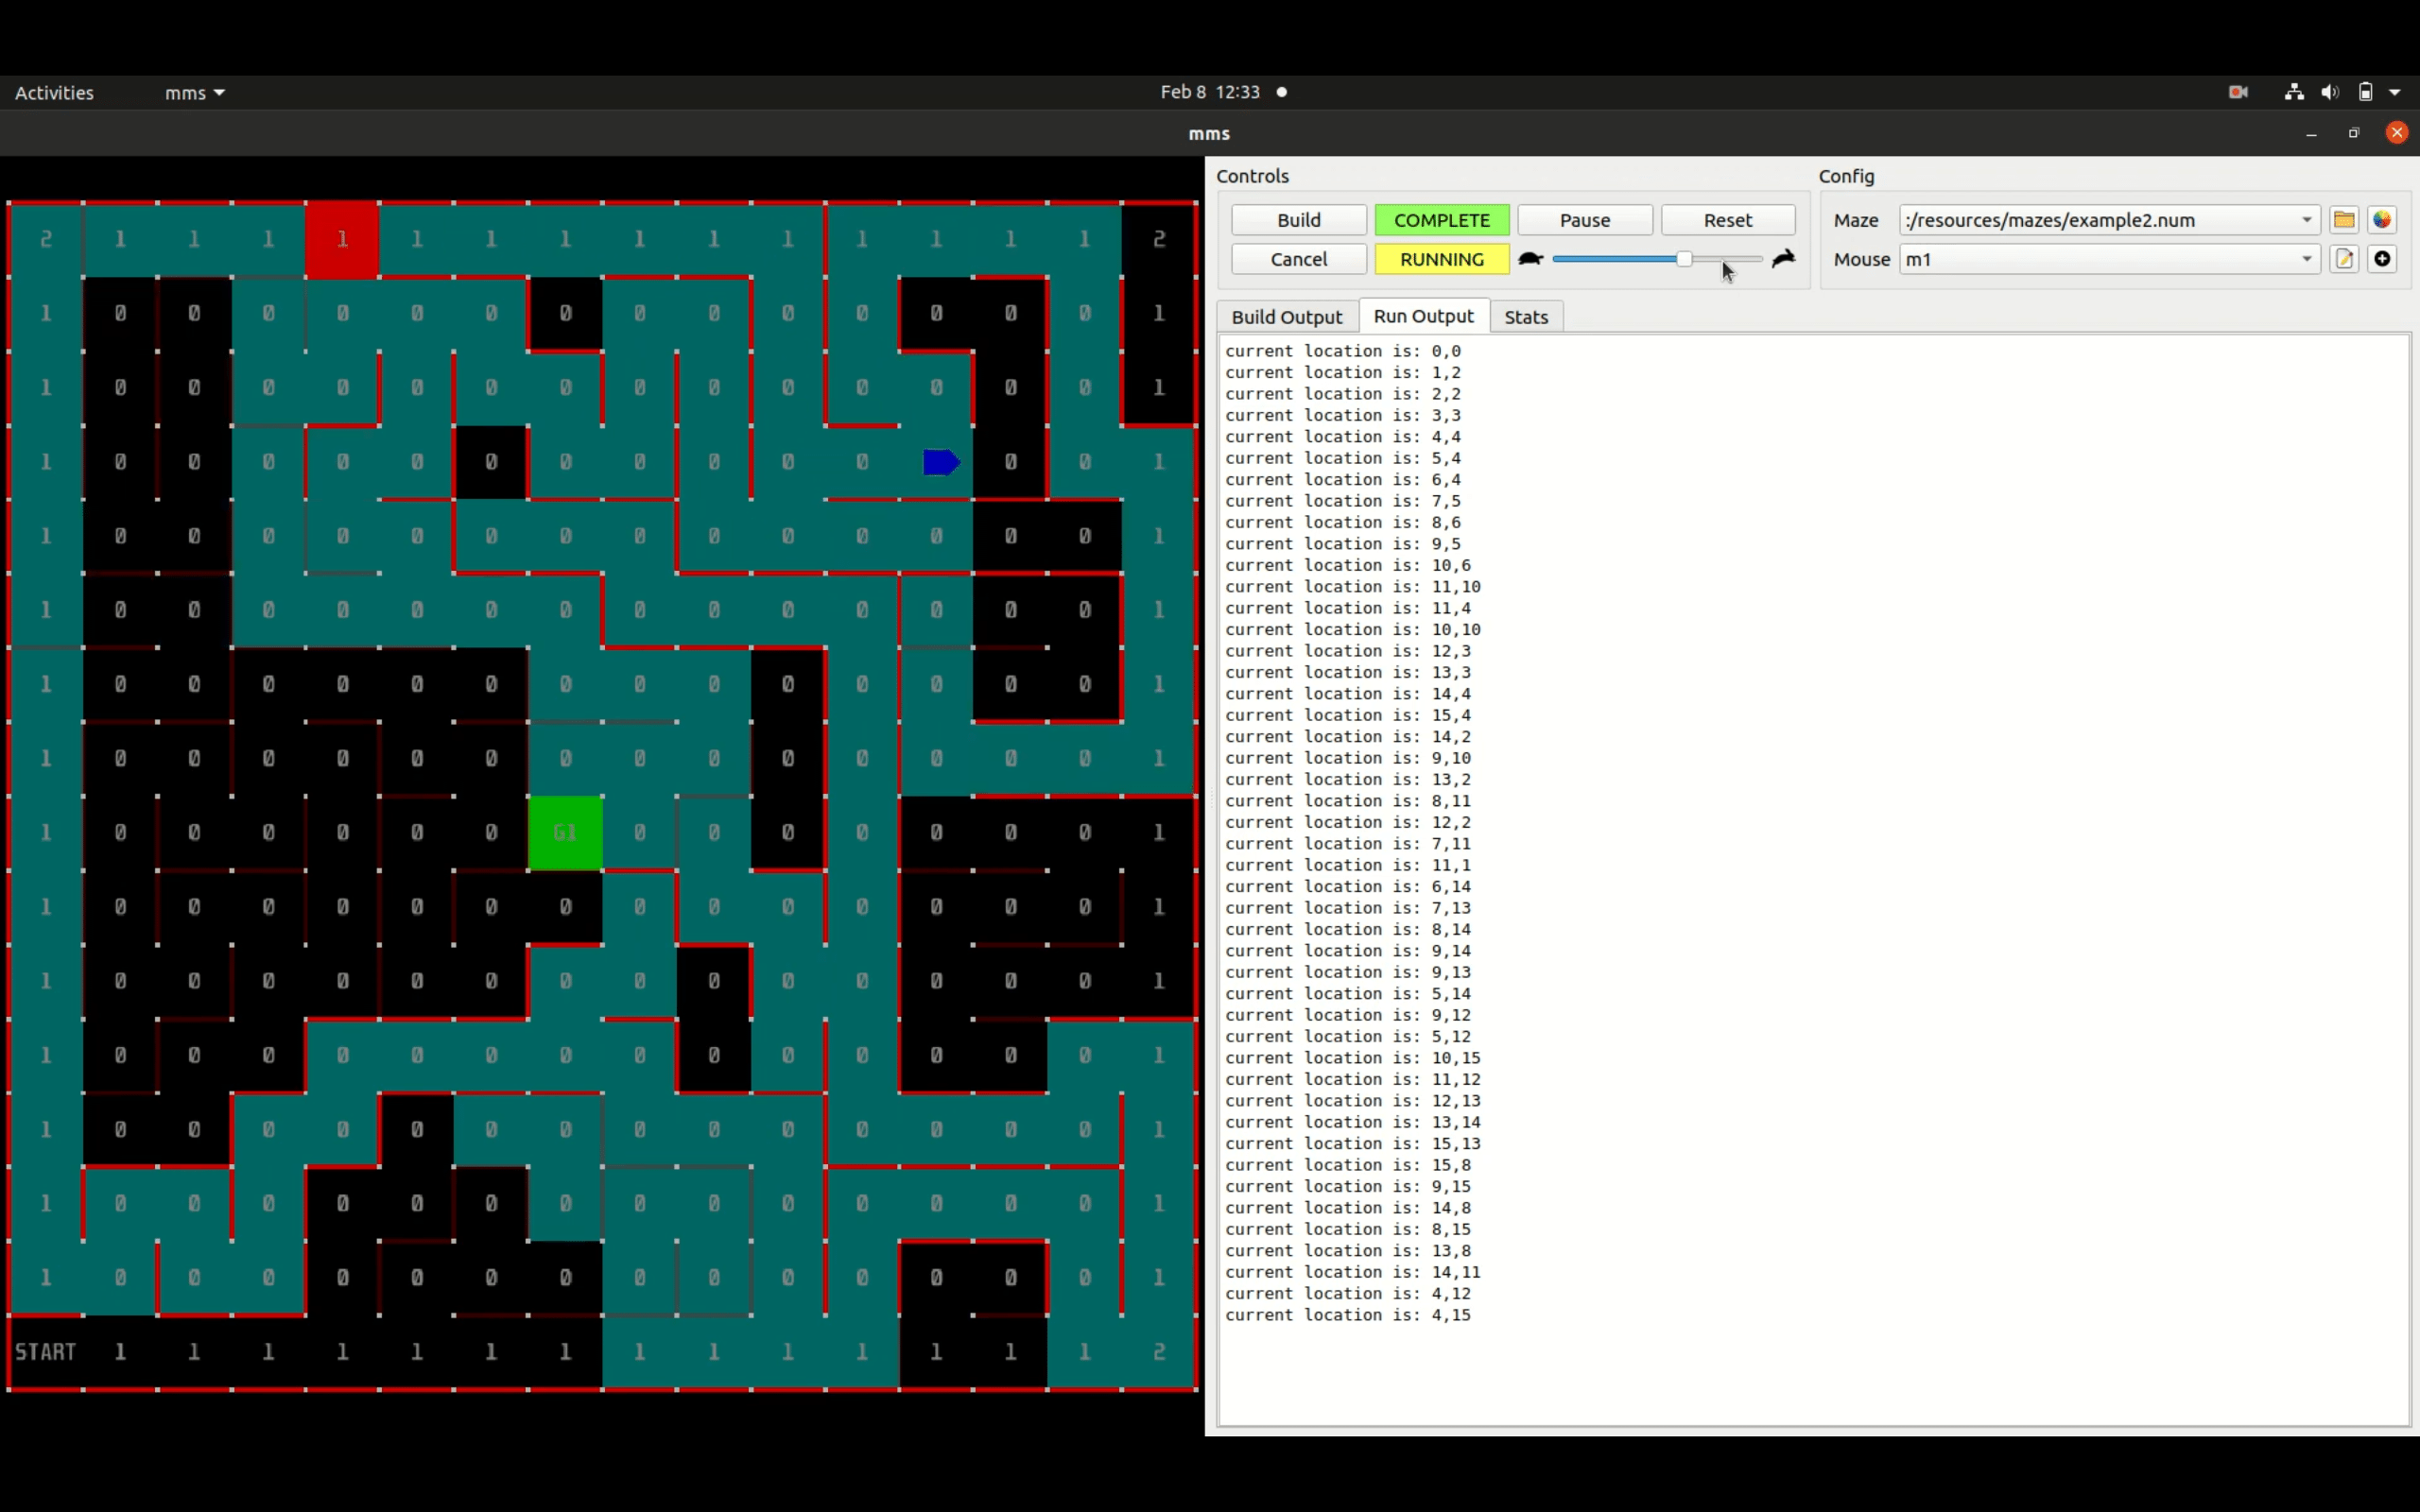 Activities mms Feb 8 12:33
mms
Controls Config
Build COMPLETE Pause Reset Maze :/resources/mazes/example2.num
Cancel RUNNING Mouse m1
Build Output Run Output Stats
2 1 1 1 1 1 1 1 1 1 1 1 1 1 1 2
1 0 0 0 0 0 0 0 0 0 0 0 0 0 0 1
1 0 0 0 0 0 0 0 0 0 0 0 0 0 0 1
1 0 0 0 0 0 0 0 0 0 0 0 0 0 1
1 0 0 0 0 0 0 0 0 0 0 0 0 0 0 1
1 0 0 0 0 0 0 0 0 0 0 0 0 0 0 1
1 0 0 0 0 0 0 0 0 0 0 0 0 0 0 1
1 0 0 0 0 0 0 0 0 0 0 0 0 0 0 1
1 0 0 0 0 0 0 G1 0 0 0 0 0 0 0 1
1 0 0 0 0 0 0 0 0 0 0 0 0 0 0 1
1 0 0 0 0 0 0 0 0 0 0 0 0 0 0 1
1 0 0 0 0 0 0 0 0 0 0 0 0 0 0 1
1 0 0 0 0 0 0 0 0 0 0 0 0 0 0 1
1 0 0 0 0 0 0 0 0 0 0 0 0 0 0 1
1 0 0 0 0 0 0 0 0 0 0 0 0 0 0 1
START 1 1 1 1 1 1 1 1 1 1 1 1 1 1 2
current location is: 0,0
current location is: 1,2
current location is: 2,2
current location is: 3,3
current location is: 4,4
current location is: 5,4
current location is: 6,4
current location is: 7,5
current location is: 8,6
current location is: 9,5
current location is: 10,6
current location is: 11,10
current location is: 11,4
current location is: 10,10
current location is: 12,3
current location is: 13,3
current location is: 14,4
current location is: 15,4
current location is: 14,2
current location is: 9,10
current location is: 13,2
current location is: 8,11
current location is: 12,2
current location is: 7,11
current location is: 11,1
current location is: 6,14
current location is: 7,13
current location is: 8,14
current location is: 9,14
current location is: 9,13
current location is: 5,14
current location is: 9,12
current location is: 5,12
current location is: 10,15
current location is: 11,12
current location is: 12,13
current location is: 13,14
current location is: 15,13
current location is: 15,8
current location is: 9,15
current location is: 14,8
current location is: 8,15
current location is: 13,8
current location is: 14,11
current location is: 4,12
current location is: 4,15